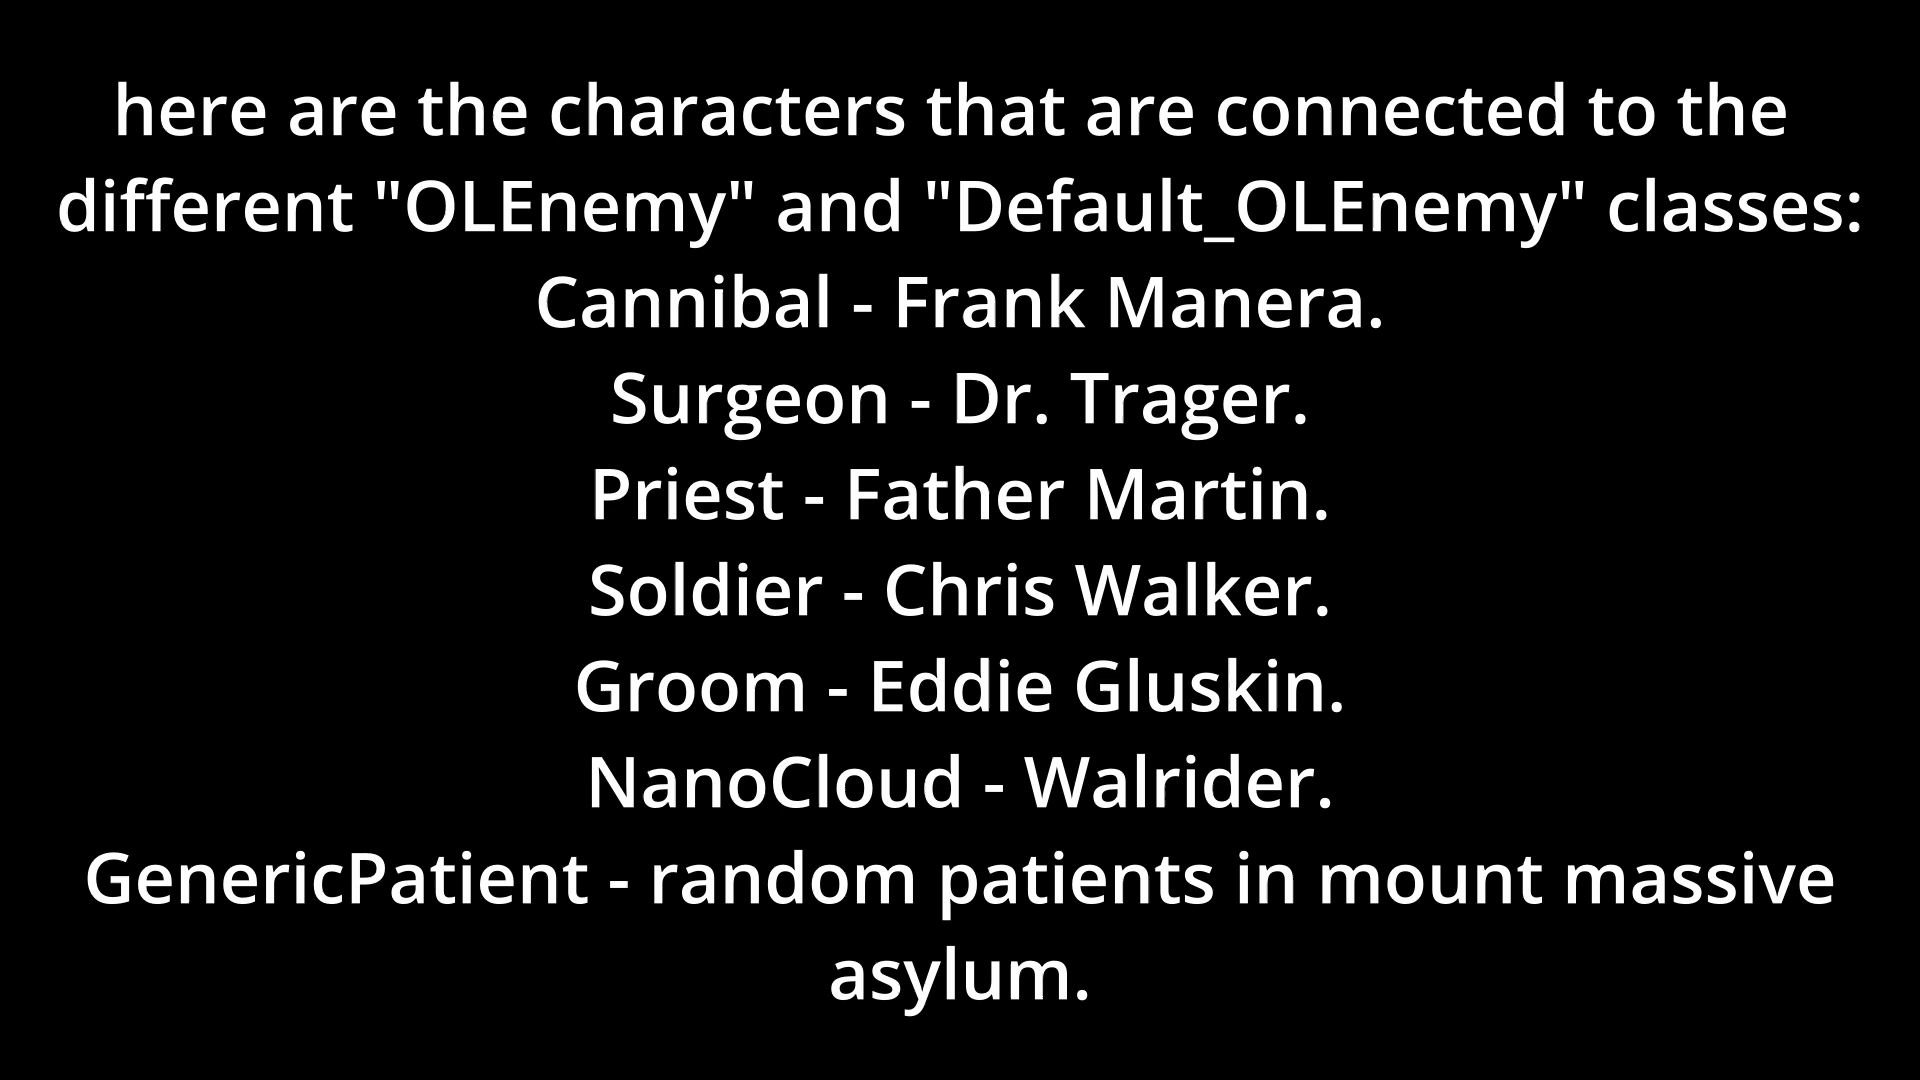 here are the characters that are connected to the
different "OLEnemy" and "Default_OLEnemy" classes:
Cannibal - Frank Manera.
Surgeon - Dr. Trager.
Priest - Father Martin.
Soldier - Chris Walker.
Groom - Eddie Gluskin.
NanoCloud - Walrider.
GenericPatient - random patients in mount massive
asylum.